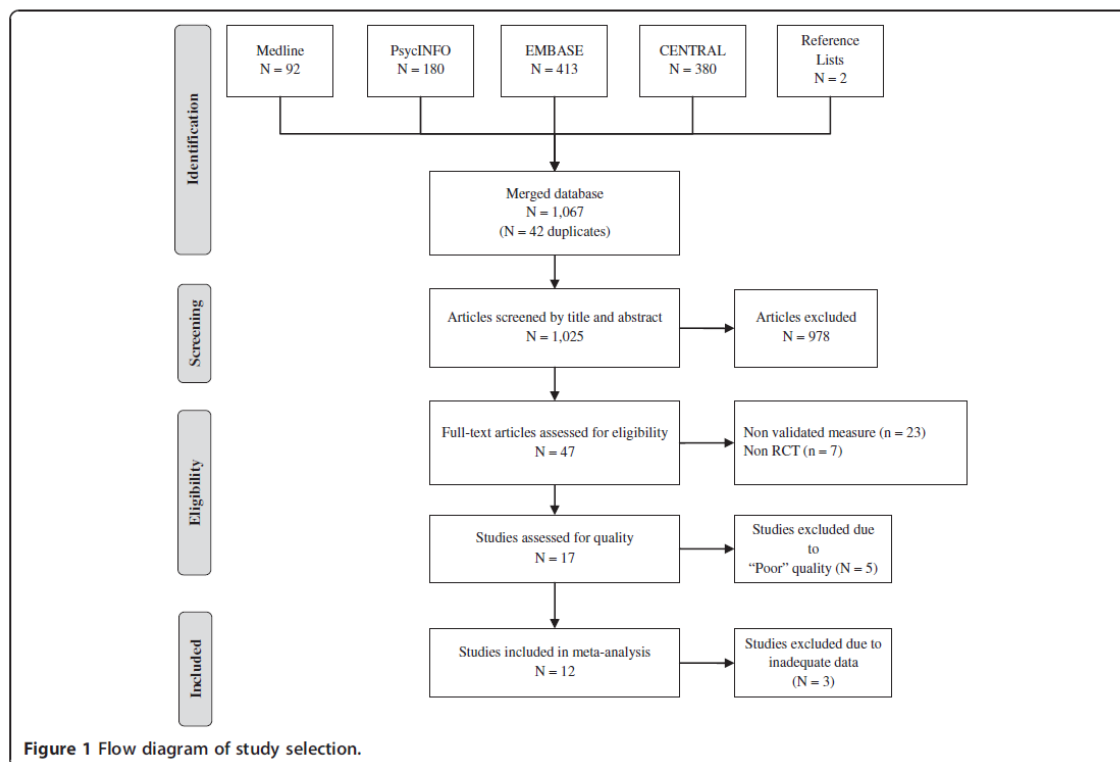 Medline
N = 92
PsycINFO
N = 180
EMBASE
N = 413
CENTRAL
N = 380
Reference
Lists
N = 2
Identification
Merged database
N = 1,067
(N = 42 duplicates)
Screening
Articles screened by title and abstract
N = 1,025
Articles excluded
N = 978
Eligibility
Full-text articles assessed for eligibility
N = 47
Non validated measure (n = 23)
Non RCT (n = 7)
Studies assessed for quality
N = 17
Studies excluded due
to
“Poor” quality (N = 5)
Included
Studies included in meta-analysis
N = 12
Studies excluded due to
inadequate data
(N = 3)
Figure 1 Flow diagram of study selection.